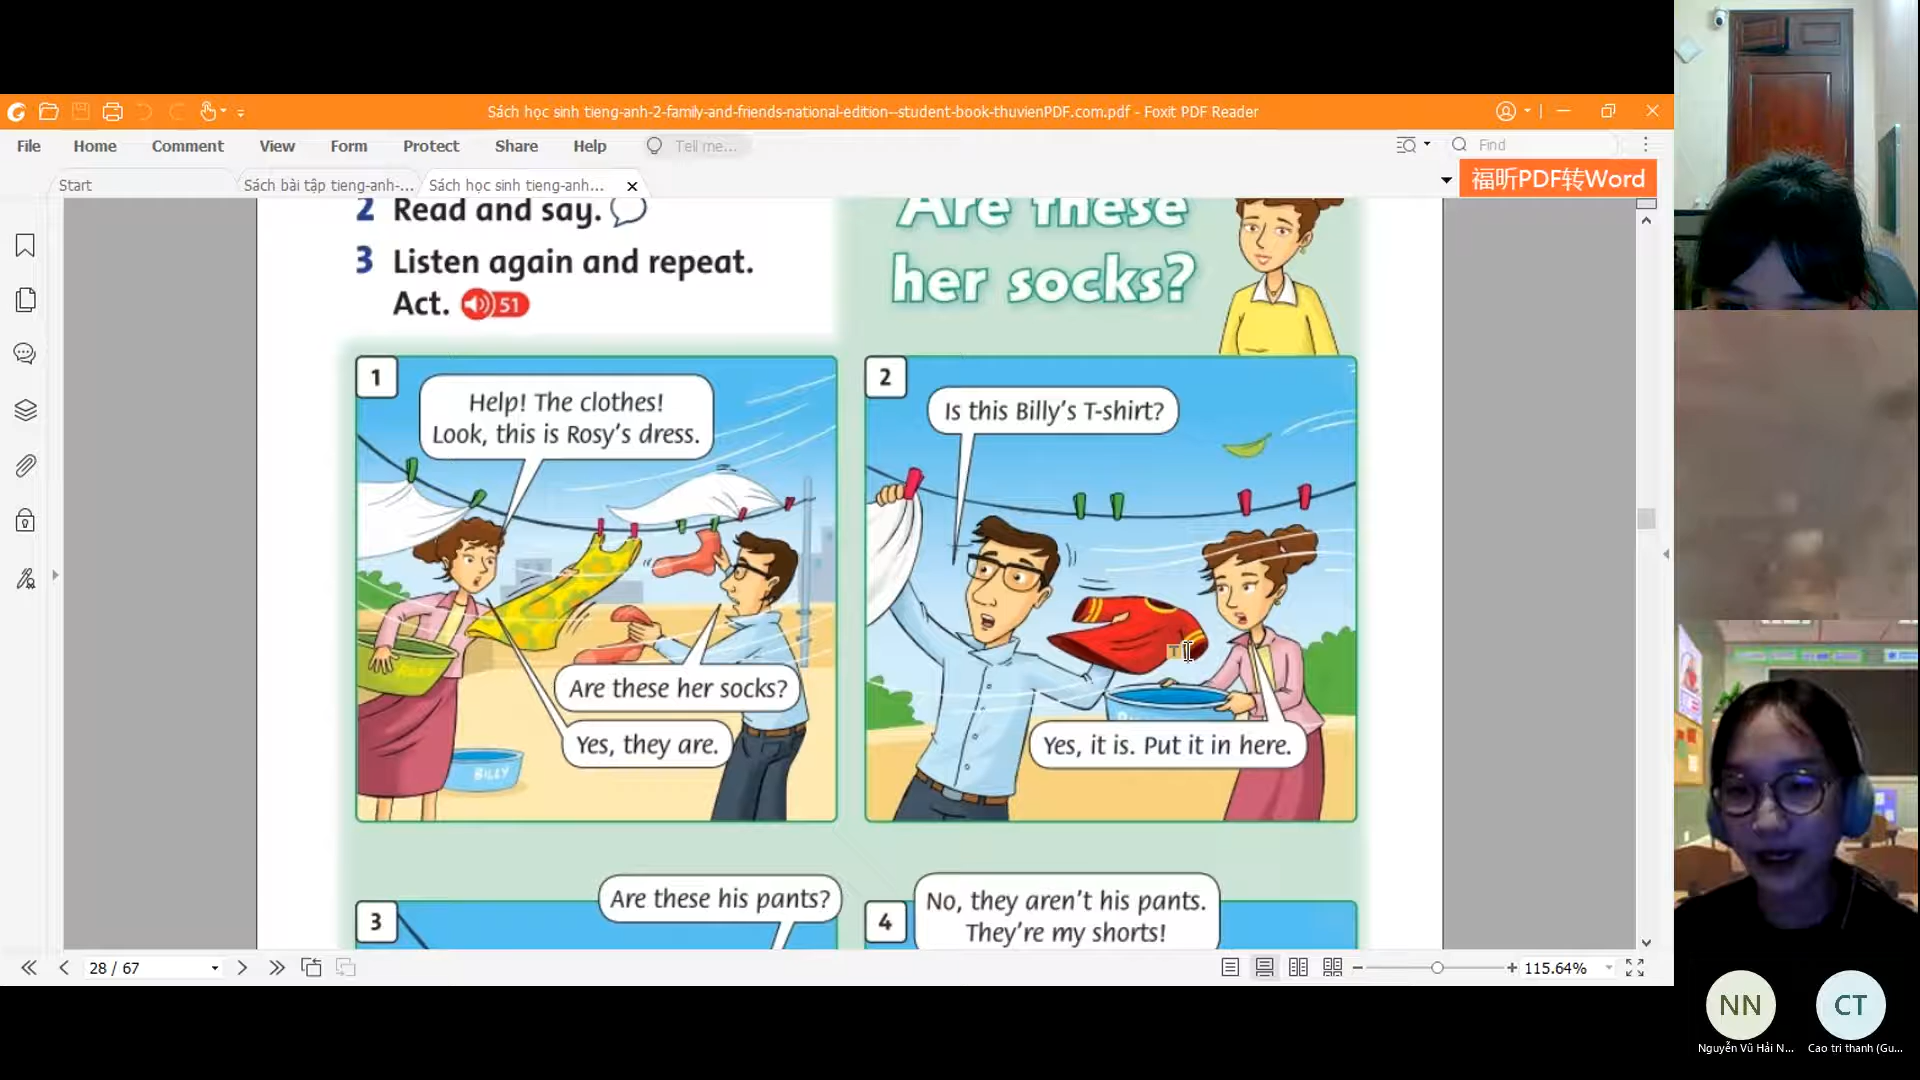 Sách học sinh tieng-anh-2-family-and-friends-national-edition--student-book-thuvienPDF.com.pdf - Foxit PDF Reader
File Home Comment View Form Protect Share Help Tell me... Find
Start Sách bài tập tieng-anh-... Sách học sinh tieng-anh... 福昕PDF转Word
2 Read and say.
3 Listen again and repeat.
Act. 51
Are these
her socks?
1
Help! The clothes!
Look, this is Rosy's dress.
Are these her socks?
Yes, they are.
BILLY
2
Is this Billy's T-shirt?
Yes, it is. Put it in here.
3
Are these his pants?
4
No, they aren't his pants.
They're my shorts!
28 / 67
115.64%
NN
CT
Nguyễn Vũ Hải N...
Cao tri thanh (Gu...